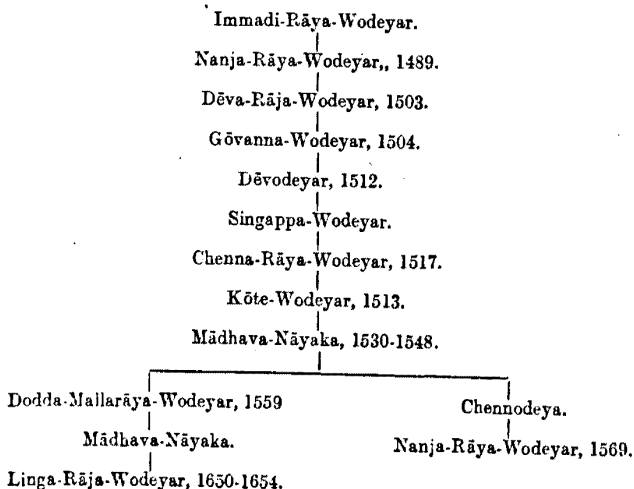 Immadi-Rāya-Wodeyar.
Nanja-Rāya-Wodeyar,, 1489.
Dēva-Rāja-Wodeyar, 1503.
Gōvanna-Wodeyar, 1504.
Dēvodeyar, 1512.
Singappa-Wodeyar.
Chenna-Rāya-Wodeyar, 1517.
Kōte-Wodeyar, 1513.
Mādhava-Nāyaka, 1530-1548.
Dodda-Mallarāya-Wodeyar, 1559
Chennodeya.
Mādhava-Nāyaka.
Nanja-Rāya-Wodeyar, 1569.
Linga-Rāja-Wodeyar, 1650-1654.